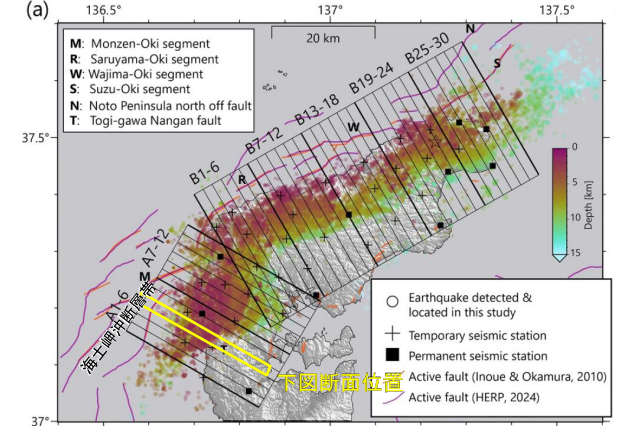 (a)
136.5°
137°
137.5°
20 km
M: Monzen-Oki segment
R: Saruyama-Oki segment
W: Wajima-Oki segment
S: Suzu-Oki segment
N: Noto Peninsula north off fault
T: Togi-gawa Nangan fault
N
S
B25-30
B19-24
B13-18
B7-12
B1-6
W
R
37.5°
A7-12
M
A1-6
海士岬沖断層帯
0
5
10
15
Depth [km]
Earthquake detected &
located in this study
Temporary seismic station
Permanent seismic station
Active fault (Inoue & Okamura, 2010)
Active fault (HERP, 2024)
下図断面位置
37°